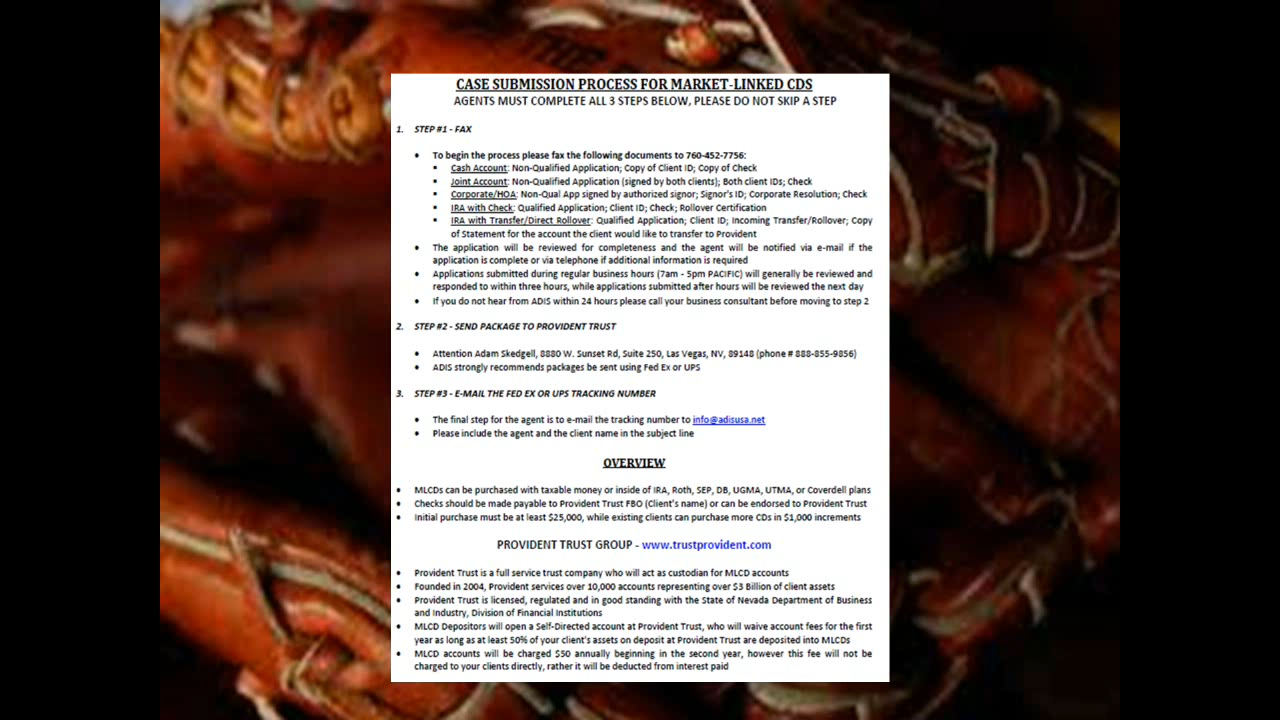 CASE SUBMISSION PROCESS FOR MARKET-LINKED CDS
AGENTS MUST COMPLETE ALL 3 STEPS BELOW, PLEASE DO NOT SKIP A STEP
1. STEP #1 - FAX
• To begin the process please fax the following documents to 760-452-7756:
▪ Cash Account: Non-Qualified Application; Copy of Client ID; Copy of Check
▪ Joint Account: Non-Qualified Application (signed by both clients); Both client IDs; Check
▪ Corporate/HOA: Non-Qual App signed by authorized signor; Signor's ID; Corporate Resolution; Check
▪ IRA with Check: Qualified Application; Client ID; Check; Rollover Certification
▪ IRA with Transfer/Direct Rollover: Qualified Application; Client ID; Incoming Transfer/Rollover; Copy
of Statement for the account the client would like to transfer to Provident
• The application will be reviewed for completeness and the agent will be notified via e-mail if the
application is complete or via telephone if additional information is required
• Applications submitted during regular business hours (7am - 5pm PACIFIC) will generally be reviewed and
responded to within three hours, while applications submitted after hours will be reviewed the next day
• If you do not hear from ADIS within 24 hours please call your business consultant before moving to step 2
2. STEP #2 - SEND PACKAGE TO PROVIDENT TRUST
• Attention Adam Skedgell, 8880 W. Sunset Rd, Suite 250, Las Vegas, NV, 89148 (phone # 888-855-9856)
• ADIS strongly recommends packages be sent using Fed Ex or UPS
3. STEP #3 - E-MAIL THE FED EX OR UPS TRACKING NUMBER
• The final step for the agent is to e-mail the tracking number to info@adisusa.net
• Please include the agent and the client name in the subject line
OVERVIEW
• MLCDs can be purchased with taxable money or inside of IRA, Roth, SEP, DB, UGMA, UTMA, or Coverdell plans
• Checks should be made payable to Provident Trust FBO (Client's name) or can be endorsed to Provident Trust
• Initial purchase must be at least $25,000, while existing clients can purchase more CDs in $1,000 increments
PROVIDENT TRUST GROUP - www.trustprovident.com
• Provident Trust is a full service trust company who will act as custodian for MLCD accounts
• Founded in 2004, Provident services over 10,000 accounts representing over $3 Billion of client assets
• Provident Trust is licensed, regulated and in good standing with the State of Nevada Department of Business
and Industry, Division of Financial Institutions
• MLCD Depositors will open a Self-Directed account at Provident Trust, who will waive account fees for the first
year as long as at least 50% of your client's assets on deposit at Provident Trust are deposited into MLCDs
• MLCD accounts will be charged $50 annually beginning in the second year, however this fee will not be
charged to your clients directly, rather it will be deducted from interest paid